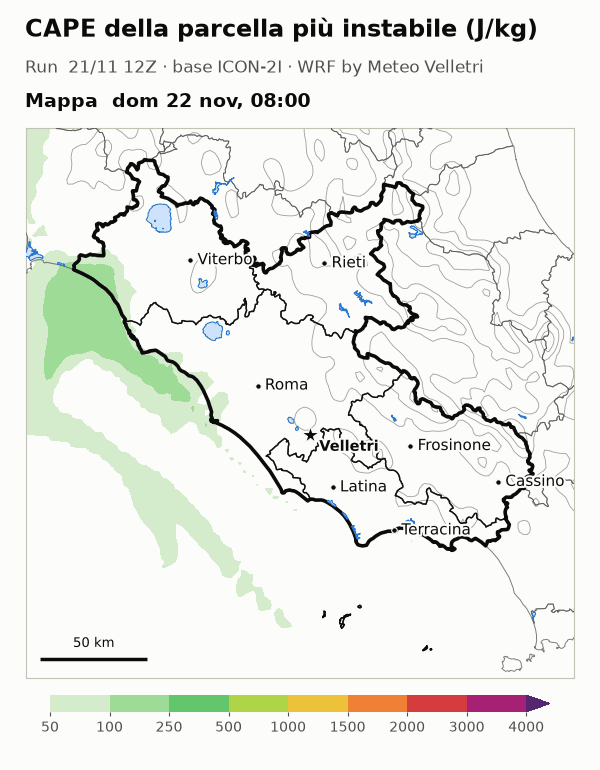 CAPE della parcella più instabile (J/kg)
Run 21/11 12Z · base ICON-2I · WRF by Meteo Velletri
Mappa dom 22 nov, 08:00
Viterbo
Rieti
Roma
Velletri
Frosinone
Cassino
Latina
Terracina
50 km
50 100 250 500 1000 1500 2000 3000 4000